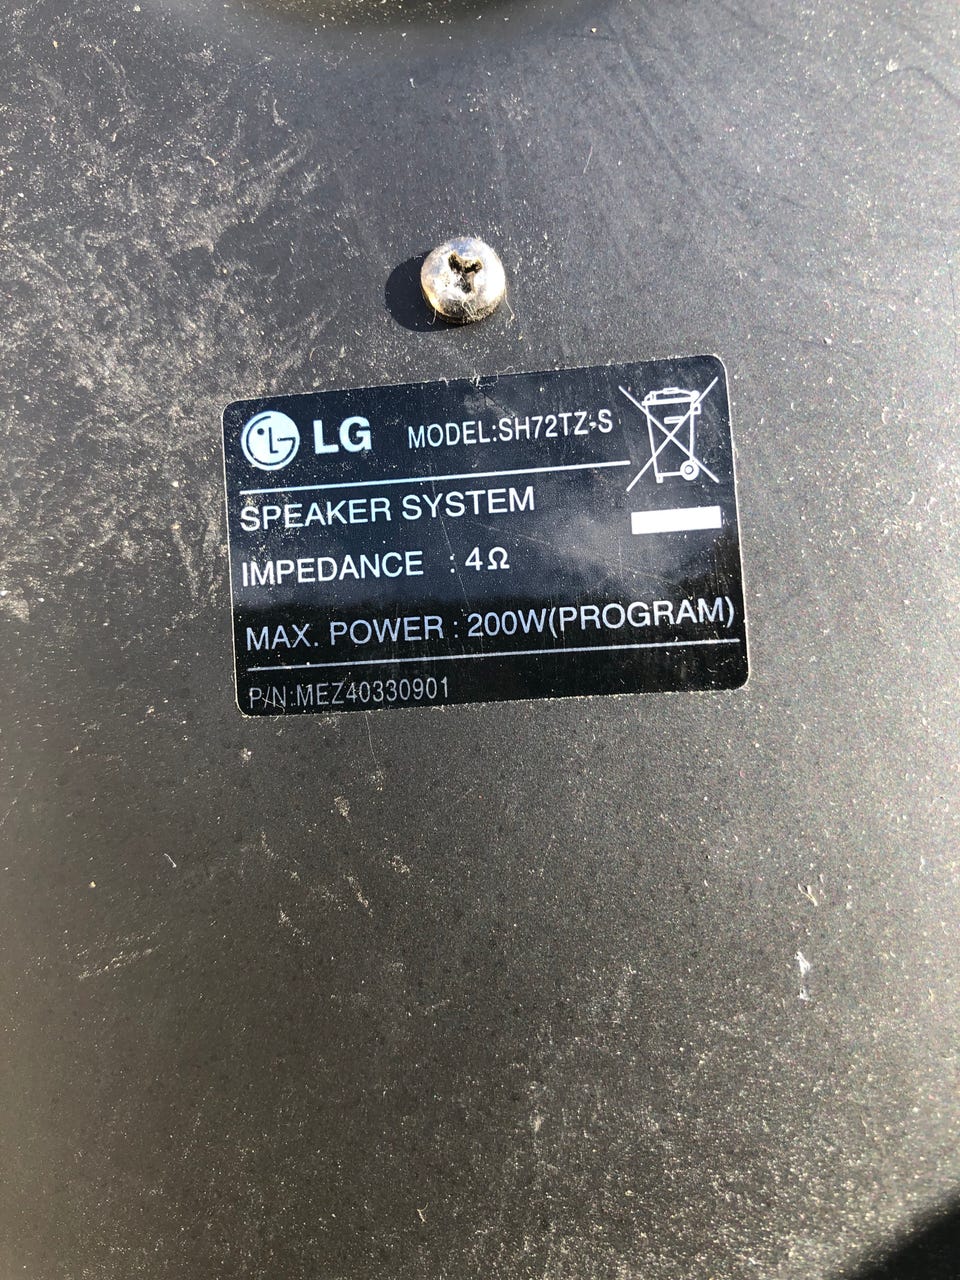 LG MODEL:SH72TZ-S
SPEAKER SYSTEM
IMPEDANCE : 4Ω
MAX. POWER : 200W(PROGRAM)
P/N:MEZ40330901